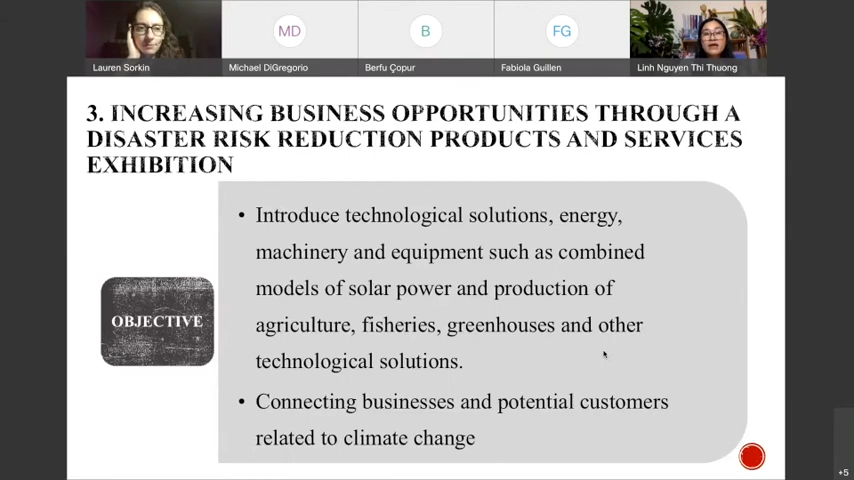 MD
B
FG
Lauren Sorkin
Michael DiGregorio
Berfu Çopur
Fabiola Guillen
Linh Nguyen Thi Thuong
3. INCREASING BUSINESS OPPORTUNITIES THROUGH A
DISASTER RISK REDUCTION PRODUCTS AND SERVICES
EXHIBITION
OBJECTIVE
• Introduce technological solutions, energy,
machinery and equipment such as combined
models of solar power and production of
agriculture, fisheries, greenhouses and other
technological solutions.
• Connecting businesses and potential customers
related to climate change
+5